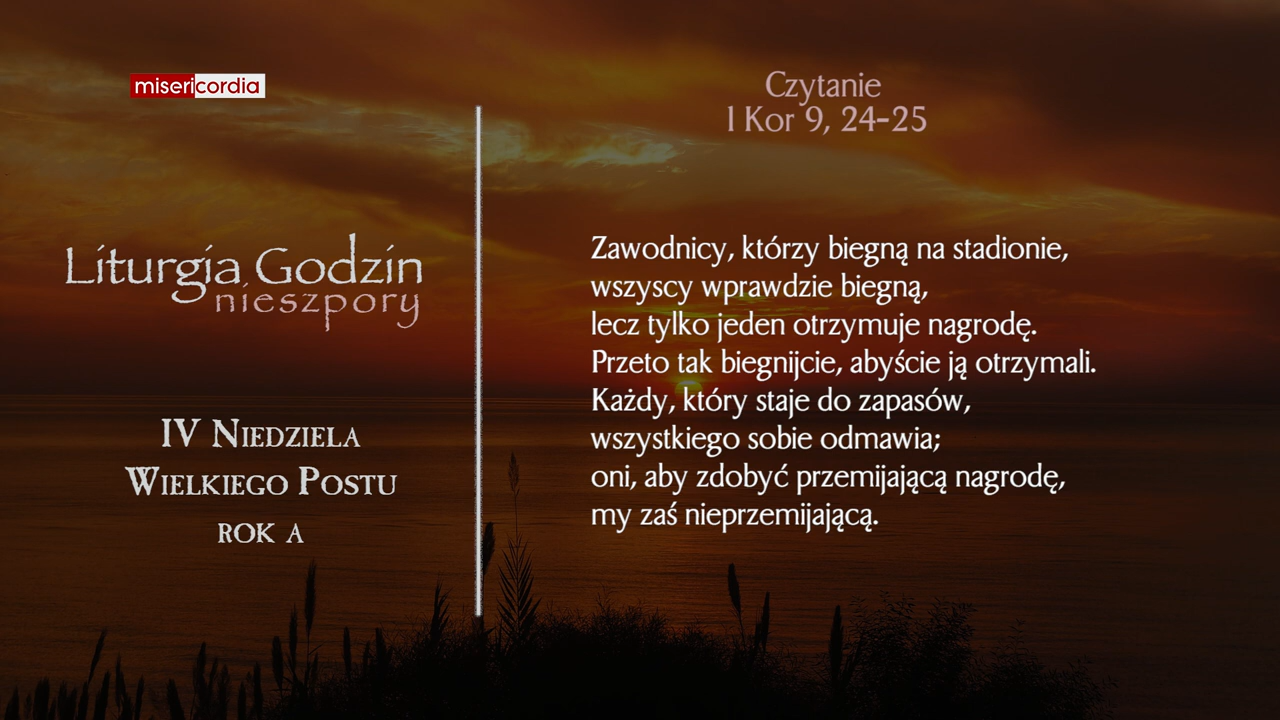 misericordia
Liturgia Godzin
nieszpory
IV Niedziela
Wielkiego Postu
rok A
Czytanie
1 Kor 9, 24-25
Zawodnicy, którzy biegną na stadionie,
wszyscy wprawdzie biegną,
lecz tylko jeden otrzymuje nagrodę.
Przeto tak biegnijcie, abyście ją otrzymali.
Każdy, który staje do zapasów,
wszystkiego sobie odmawia;
oni, aby zdobyć przemijającą nagrodę,
my zaś nieprzemijającą.